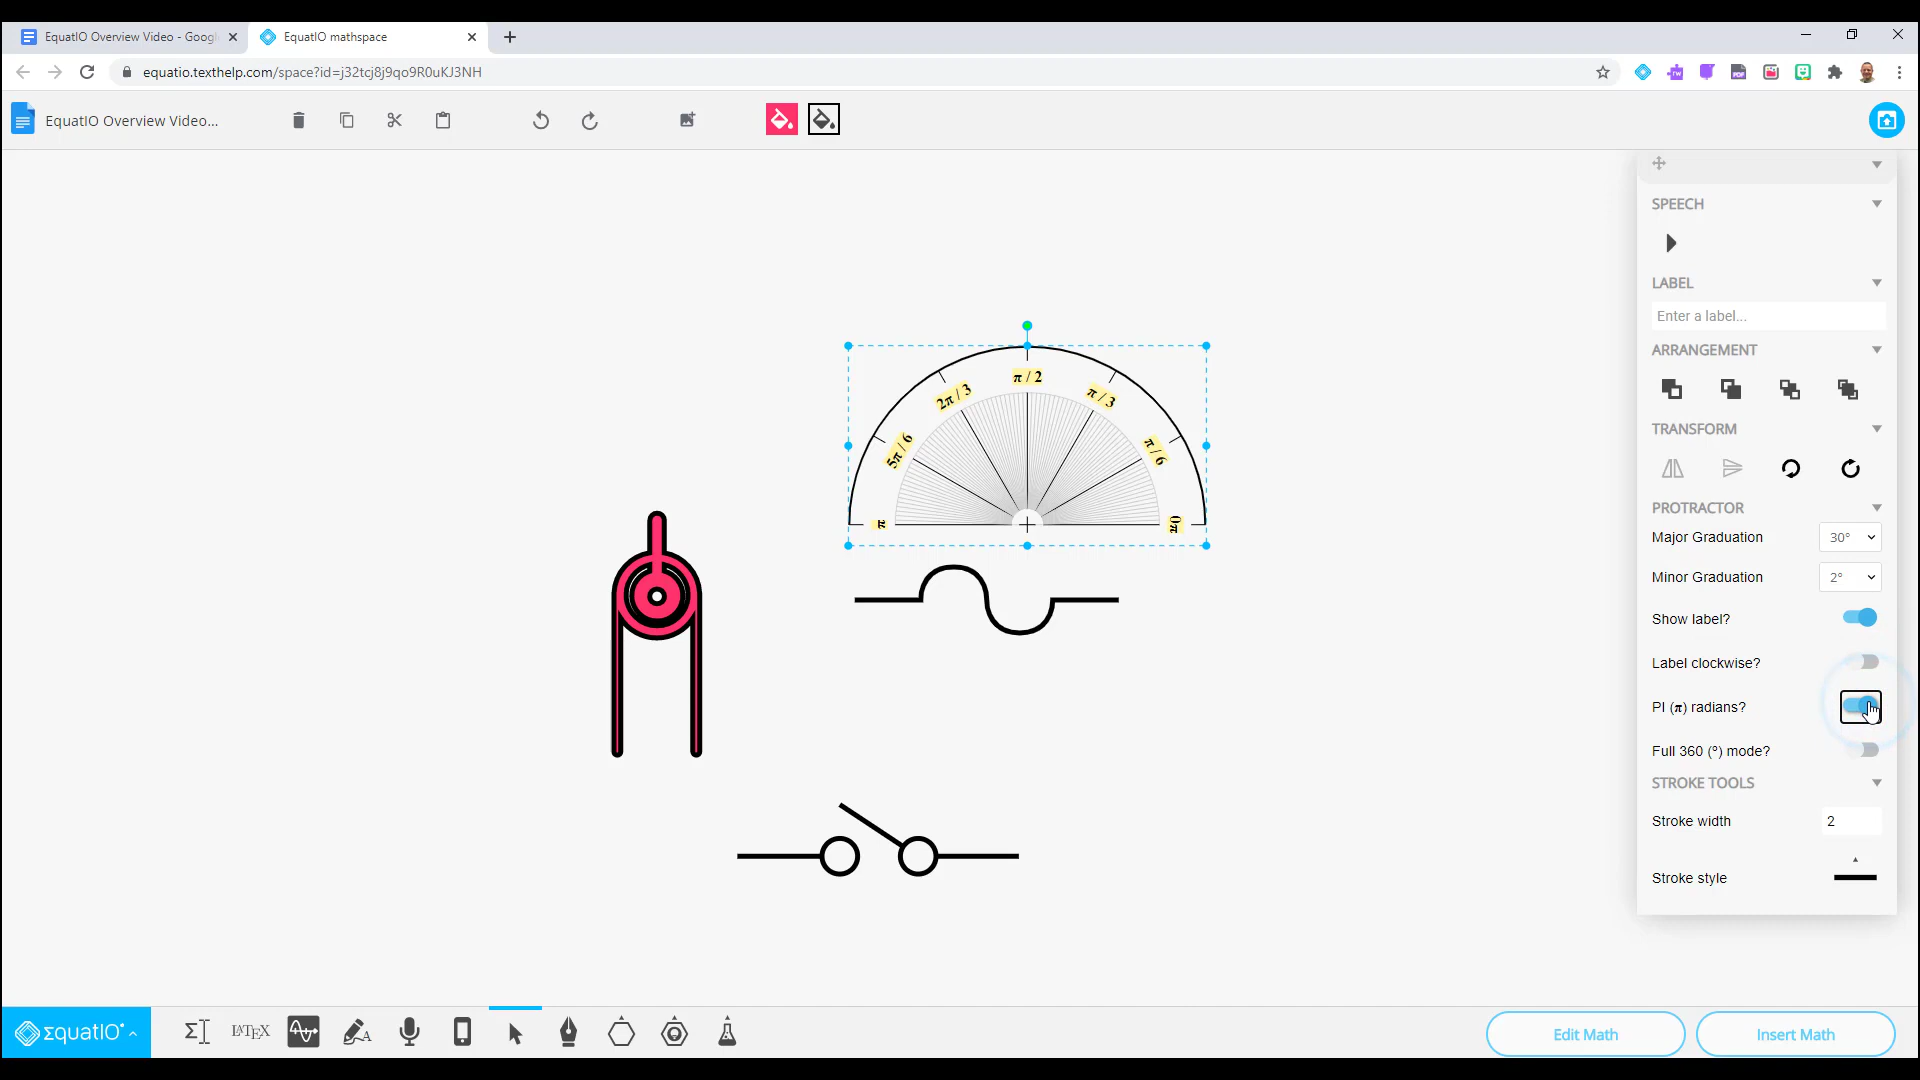 EquatIO Overview Video - Googl
EquatIO mathspace
equatio.texthelp.com/space?id=j32tcj8j9qo9R0uKJ3NH
EquatIO Overview Video...
SPEECH
LABEL
Enter a label...
ARRANGEMENT
TRANSFORM
PROTRACTOR
Major Graduation 30°
Minor Graduation 2°
Show label?
Label clockwise?
PI (π) radians?
Full 360 (º) mode?
STROKE TOOLS
Stroke width 2
Stroke style
π / 2
2π / 3
π / 3
5π / 6
π / 6
π
0π
ΣquatIO
LATEX
Edit Math
Insert Math